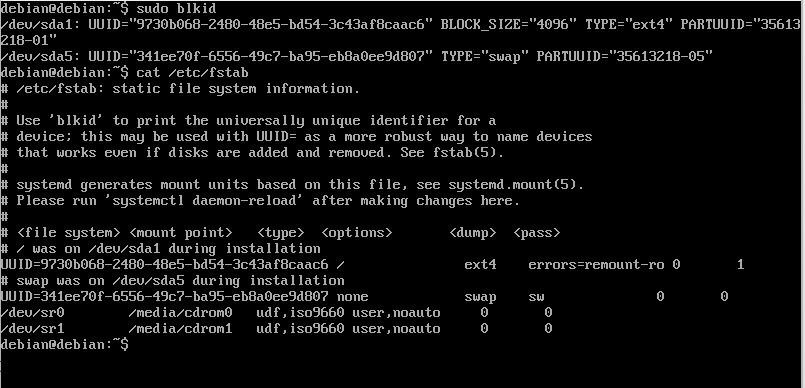 debian@debian:~$ sudo blkid
/dev/sda1: UUID="9730b068-2480-48e5-bd54-3c43af8caac6" BLOCK_SIZE="4096" TYPE="ext4" PARTUUID="35613
218-01"
/dev/sda5: UUID="341ee70f-6556-49c7-ba95-eb8a0ee9d807" TYPE="swap" PARTUUID="35613218-05"
debian@debian:~$ cat /etc/fstab
# /etc/fstab: static file system information.
#
# Use 'blkid' to print the universally unique identifier for a
# device; this may be used with UUID= as a more robust way to name devices
# that works even if disks are added and removed. See fstab(5).
#
# systemd generates mount units based on this file, see systemd.mount(5).
# Please run 'systemctl daemon-reload' after making changes here.
#
# <file system> <mount point>   <type>  <options>       <dump>  <pass>
# / was on /dev/sda1 during installation
UUID=9730b068-2480-48e5-bd54-3c43af8caac6 /               ext4    errors=remount-ro 0       1
# swap was on /dev/sda5 during installation
UUID=341ee70f-6556-49c7-ba95-eb8a0ee9d807 none            swap    sw              0       0
/dev/sr0        /media/cdrom0   udf,iso9660 user,noauto     0       0
/dev/sr1        /media/cdrom1   udf,iso9660 user,noauto     0       0
debian@debian:~$